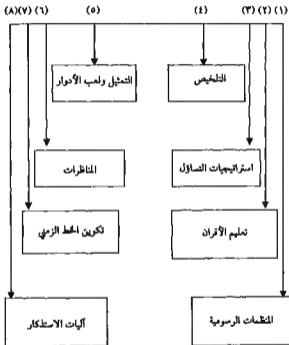 (١) (٢) (٣) (٤) (٥) (٦) (٧) (٨)
التلخيص
التمثيل ولعب الأدوار
استراتيجيات التساؤل
المناظرات
تعليم الأقران
تكوين الخط الزمني
المنظمات الرسومية
آليات الاستذكار